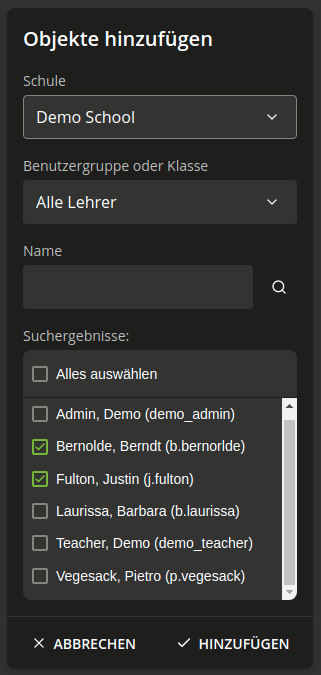 Objekte hinzufügen
Schule
Demo School
Benutzergruppe oder Klasse
Alle Lehrer
Name
Suchergebnisse:
Alles auswählen
Admin, Demo (demo_admin)
Bernolde, Berndt (b.bernorlde)
Fulton, Justin (j.fulton)
Laurissa, Barbara (b.laurissa)
Teacher, Demo (demo_teacher)
Vegesack, Pietro (p.vegesack)
ABBRECHEN HINZUFÜGEN